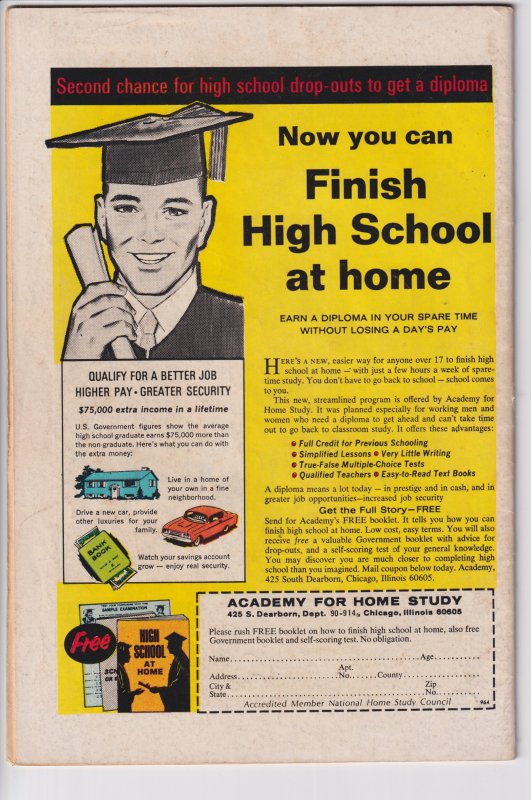 Second chance for high school drop-outs to get a diploma
Now you can
Finish
High School
at home
EARN A DIPLOMA IN YOUR SPARE TIME
WITHOUT LOSING A DAY'S PAY
QUALIFY FOR A BETTER JOB
HIGHER PAY • GREATER SECURITY
$75,000 extra income in a lifetime
U.S. Government figures show the average
high school graduate earns $75,000 more than
the non-graduate. Here's what you can do with
the extra money:
Live in a home of
your own in a fine
neighborhood.
Drive a new car, provide
other luxuries for your
family.
BANK
BOOK
Watch your savings account
grow — enjoy real security.
HERE'S A NEW, easier way for anyone over 17 to finish high
school at home — with just a few hours a week of spare-
time study. You don't have to go back to school — school comes
to you.
This new, streamlined program is offered by Academy for
Home Study. It was planned especially for working men and
women who need a diploma to get ahead and can't take time
out to go back to classroom study. It offers these advantages:
• Full Credit for Previous Schooling
• Simplified Lessons • Very Little Writing
• True-False Multiple-Choice Tests
• Qualified Teachers • Easy-to-Read Text Books
A diploma means a lot today – in prestige and in cash, and in
greater job opportunities—increased job security
Get the Full Story—FREE
Send for Academy's FREE booklet. It tells you how you can
finish high school at home. Low cost, easy terms. You will also
receive free a valuable Government booklet with advice for
drop-outs, and a self-scoring test of your general knowledge.
You may discover you are much closer to completing high
school than you imagined. Mail coupon below today. Academy,
425 South Dearborn, Chicago, Illinois 60605.
SAMPLE EXAMINATION
Free
HIGH
SCHOOL
AT
HOME
ACADEMY FOR HOME STUDY
425 S. Dearborn, Dept. 90-914, Chicago, Illinois 60605
Please rush FREE booklet on how to finish high school at home, also free
Government booklet and self-scoring test. No obligation.
Name Age
Apt.
Address No. County
City & Zip
State No.
Accredited Member National Home Study Council 964